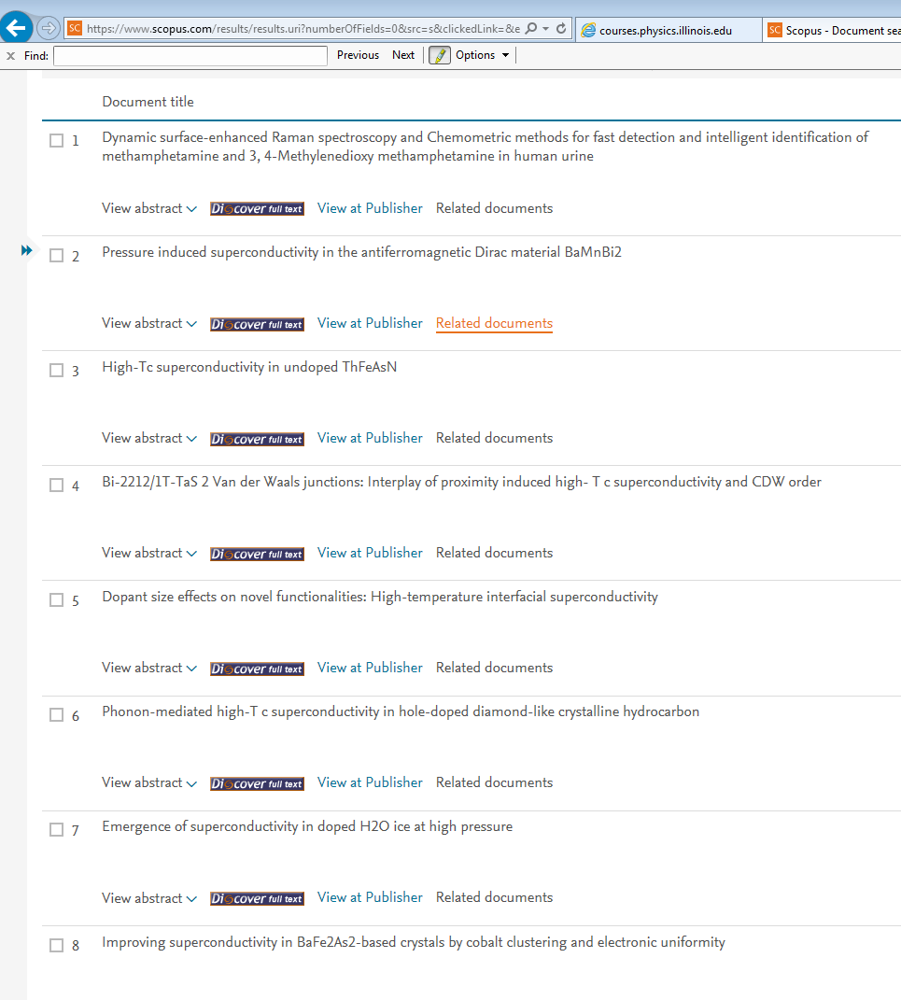 https://www.scopus.com/results/results.uri?numberOfFields=0&src=s&clickedLink=&e
courses.physics.illinois.edu
SC Scopus - Document sea
x Find:
Previous Next Options
Document title
1 Dynamic surface-enhanced Raman spectroscopy and Chemometric methods for fast detection and intelligent identification of
methamphetamine and 3, 4-Methylenedioxy methamphetamine in human urine
View abstract Discover full text View at Publisher Related documents
2 Pressure induced superconductivity in the antiferromagnetic Dirac material BaMnBi2
View abstract Discover full text View at Publisher Related documents
3 High-Tc superconductivity in undoped ThFeAsN
View abstract Discover full text View at Publisher Related documents
4 Bi-2212/1T-TaS 2 Van der Waals junctions: Interplay of proximity induced high- T c superconductivity and CDW order
View abstract Discover full text View at Publisher Related documents
5 Dopant size effects on novel functionalities: High-temperature interfacial superconductivity
View abstract Discover full text View at Publisher Related documents
6 Phonon-mediated high-T c superconductivity in hole-doped diamond-like crystalline hydrocarbon
View abstract Discover full text View at Publisher Related documents
7 Emergence of superconductivity in doped H2O ice at high pressure
View abstract Discover full text View at Publisher Related documents
8 Improving superconductivity in BaFe2As2-based crystals by cobalt clustering and electronic uniformity